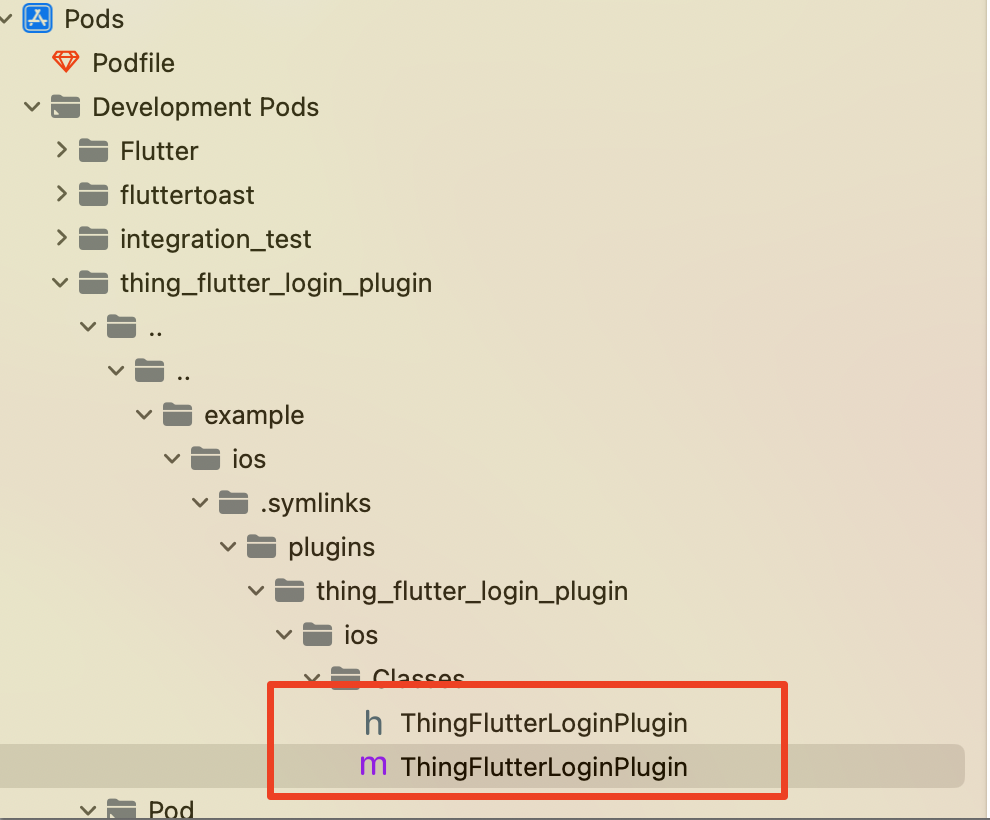 Pods
Podfile
Development Pods
Flutter
fluttertoast
integration_test
thing_flutter_login_plugin
..
..
example
ios
.symlinks
plugins
thing_flutter_login_plugin
ios
Classes
h ThingFlutterLoginPlugin
m ThingFlutterLoginPlugin
Pod